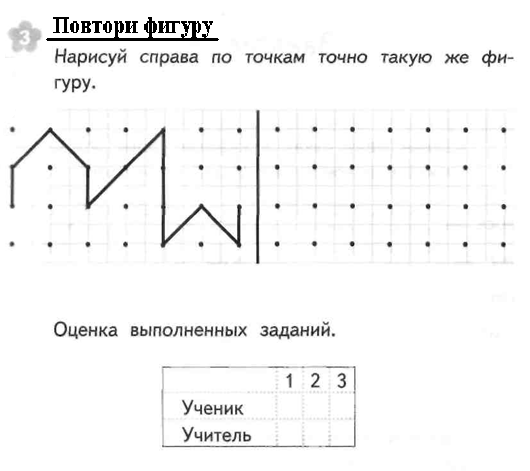 3 Повтори фигуру
Нарисуй справа по точкам точно такую же фи-
гуру.
Оценка выполненных заданий.
1 2 3
Ученик
Учитель